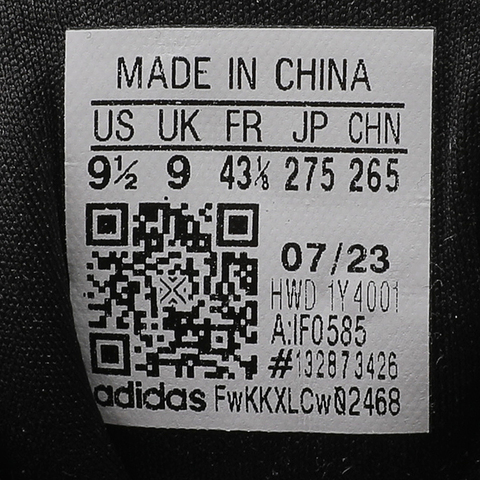 MADE IN CHINA
US UK FR JP CHN
9½ 9 43⅓ 275 265
07/23
HWD 1Y4001
A:IF0585
#132873426
adidas FwKKXLCwQ2468